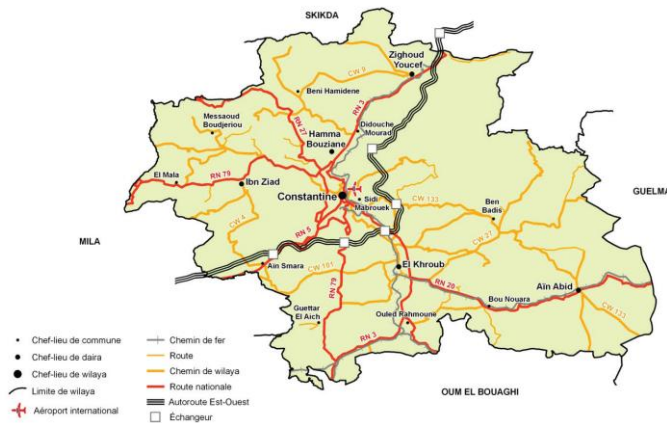 SKIKDA
Zighoud
Youcef
CW 9
Beni Hamidene
RN 3
Messaoud
Boudjeriou
RN 27
Didouche
Mourad
Hamma
Bouziane
El Mala
RN 79
Ibn Ziad
Constantine
Sidi
Mabrouek
CW 133
Ben
Badis
GUELMA
CW 4
RN 5
CW 27
MILA
Ain Smara
CW 101
El Khroub
RN 79
RN 20
Aïn Abid
Bou Nouara
CW 133
Guettar
El Aich
Ouled Rahmoune
RN 3
OUM EL BOUAGHI
Chef-lieu de commune
Chef-lieu de daira
Chef-lieu de wilaya
Limite de wilaya
Aéroport international
Chemin de fer
Route
Chemin de wilaya
Route nationale
Autoroute Est-Ouest
Échangeur